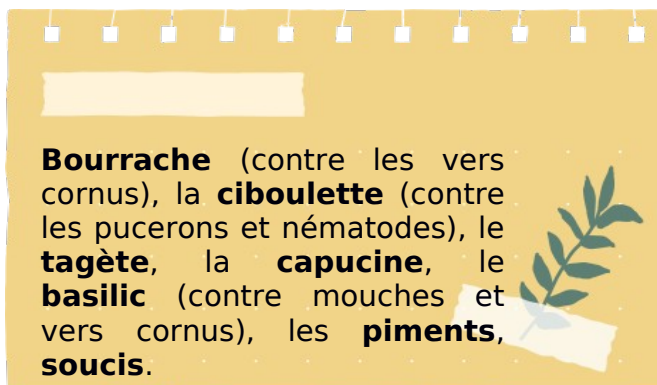 Bourrache (contre les vers
cornus), la ciboulette (contre
les pucerons et nématodes), le
tagète, la capucine, le
basilic (contre mouches et
vers cornus), les piments,
soucis.